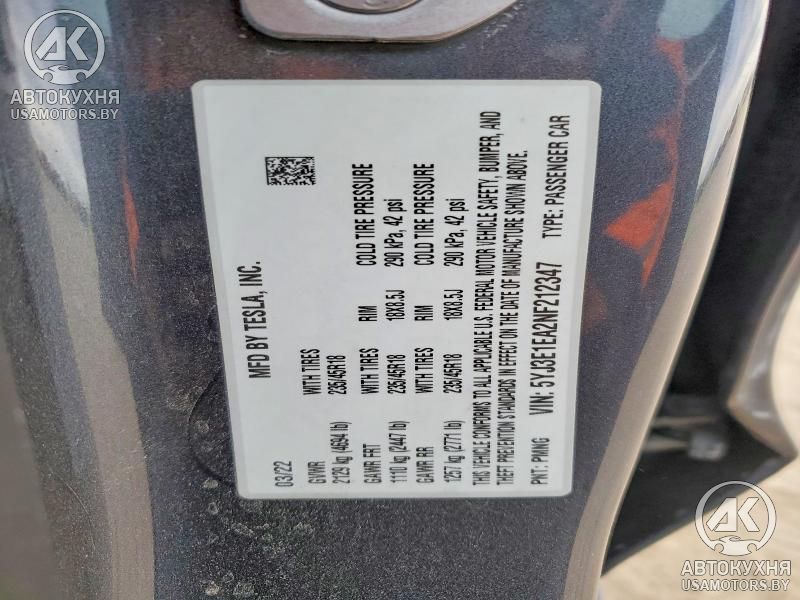 AK
АВТОКУХНЯ
USAMOTORS.BY
MFD BY TESLA, INC.
03/22
GVWR WITH TIRES RIM COLD TIRE PRESSURE
2129 kg (4694 lb) 235/45R18 18X8.5J 290 kPa, 42 psi
GAWR FRT WITH TIRES RIM COLD TIRE PRESSURE
1110 kg (2447 lb) 235/45R18 18X8.5J 290 kPa, 42 psi
GAWR RR
1257 kg (2771 lb) 235/45R18
THIS VEHICLE CONFORMS TO ALL APPLICABLE U.S. FEDERAL MOTOR VEHICLE SAFETY, BUMPER, AND
THEFT PREVENTION STANDARDS IN EFFECT ON THE DATE OF MANUFACTURE SHOWN ABOVE.
VIN: 5YJ3E1EA2NF212347 TYPE: PASSENGER CAR
PNT: PMNG
AK
АВТОКУХНЯ
USAMOTORS.BY